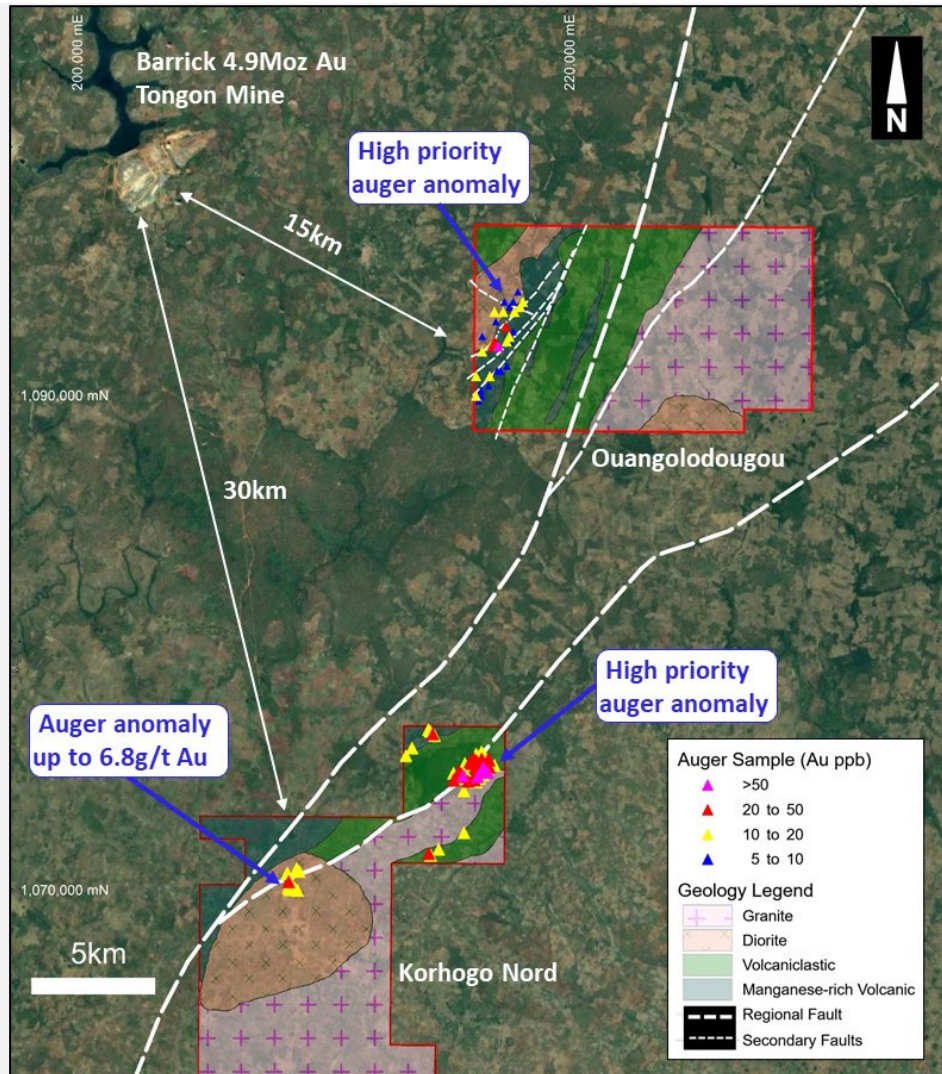 200,000 mE
220,000 mE
Barrick 4.9Moz Au
Tongon Mine
N
High priority
auger anomaly
15km
1,090,000 mN
Ouangolodougou
30km
High priority
auger anomaly
Auger anomaly
up to 6.8g/t Au
1,070,000 mN
5km
Korhogo Nord
Auger Sample (Au ppb)
>50
20 to 50
10 to 20
5 to 10
Geology Legend
Granite
Diorite
Volcaniclastic
Manganese-rich Volcanic
Regional Fault
Secondary Faults